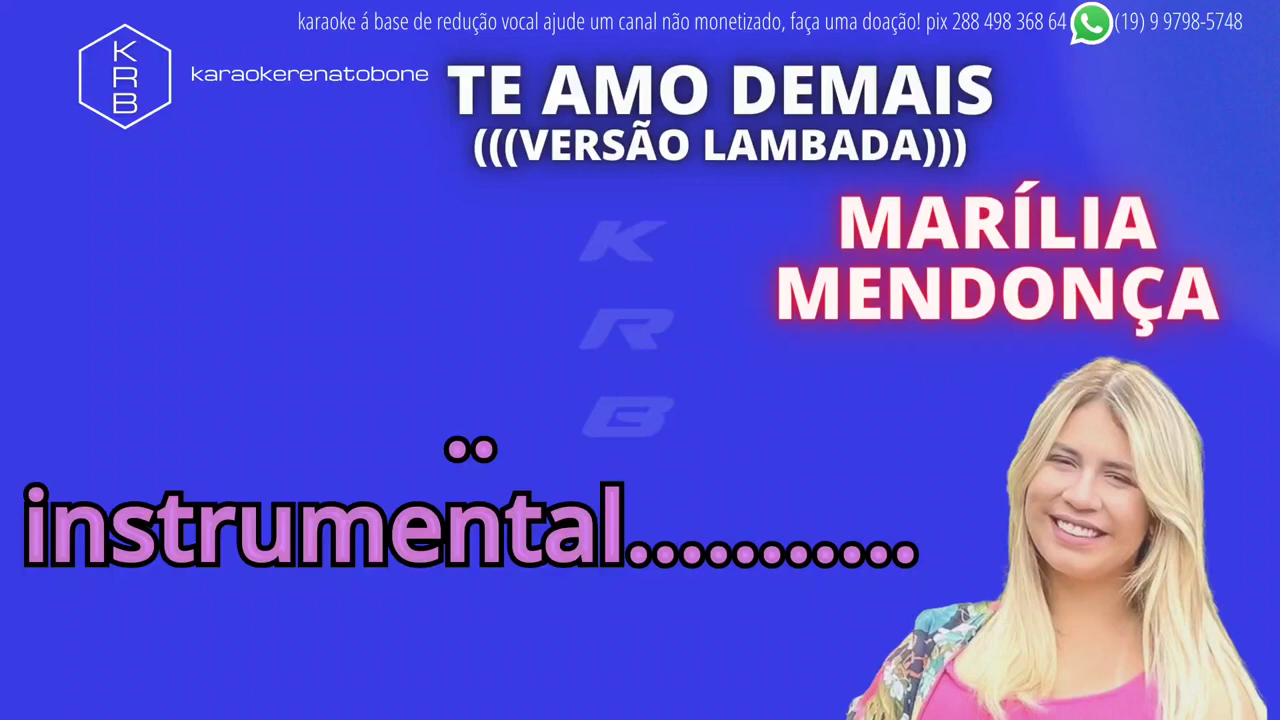 karaoke á base de redução vocal ajude um canal não monetizado, faça uma doação! pix 288 498 368 64 (19) 9 9798-5748
KRB
karaokerenatobone
TE AMO DEMAIS
(((VERSÃO LAMBADA)))
MARÍLIA
MENDONÇA
K
R
B
..
instrumental...........